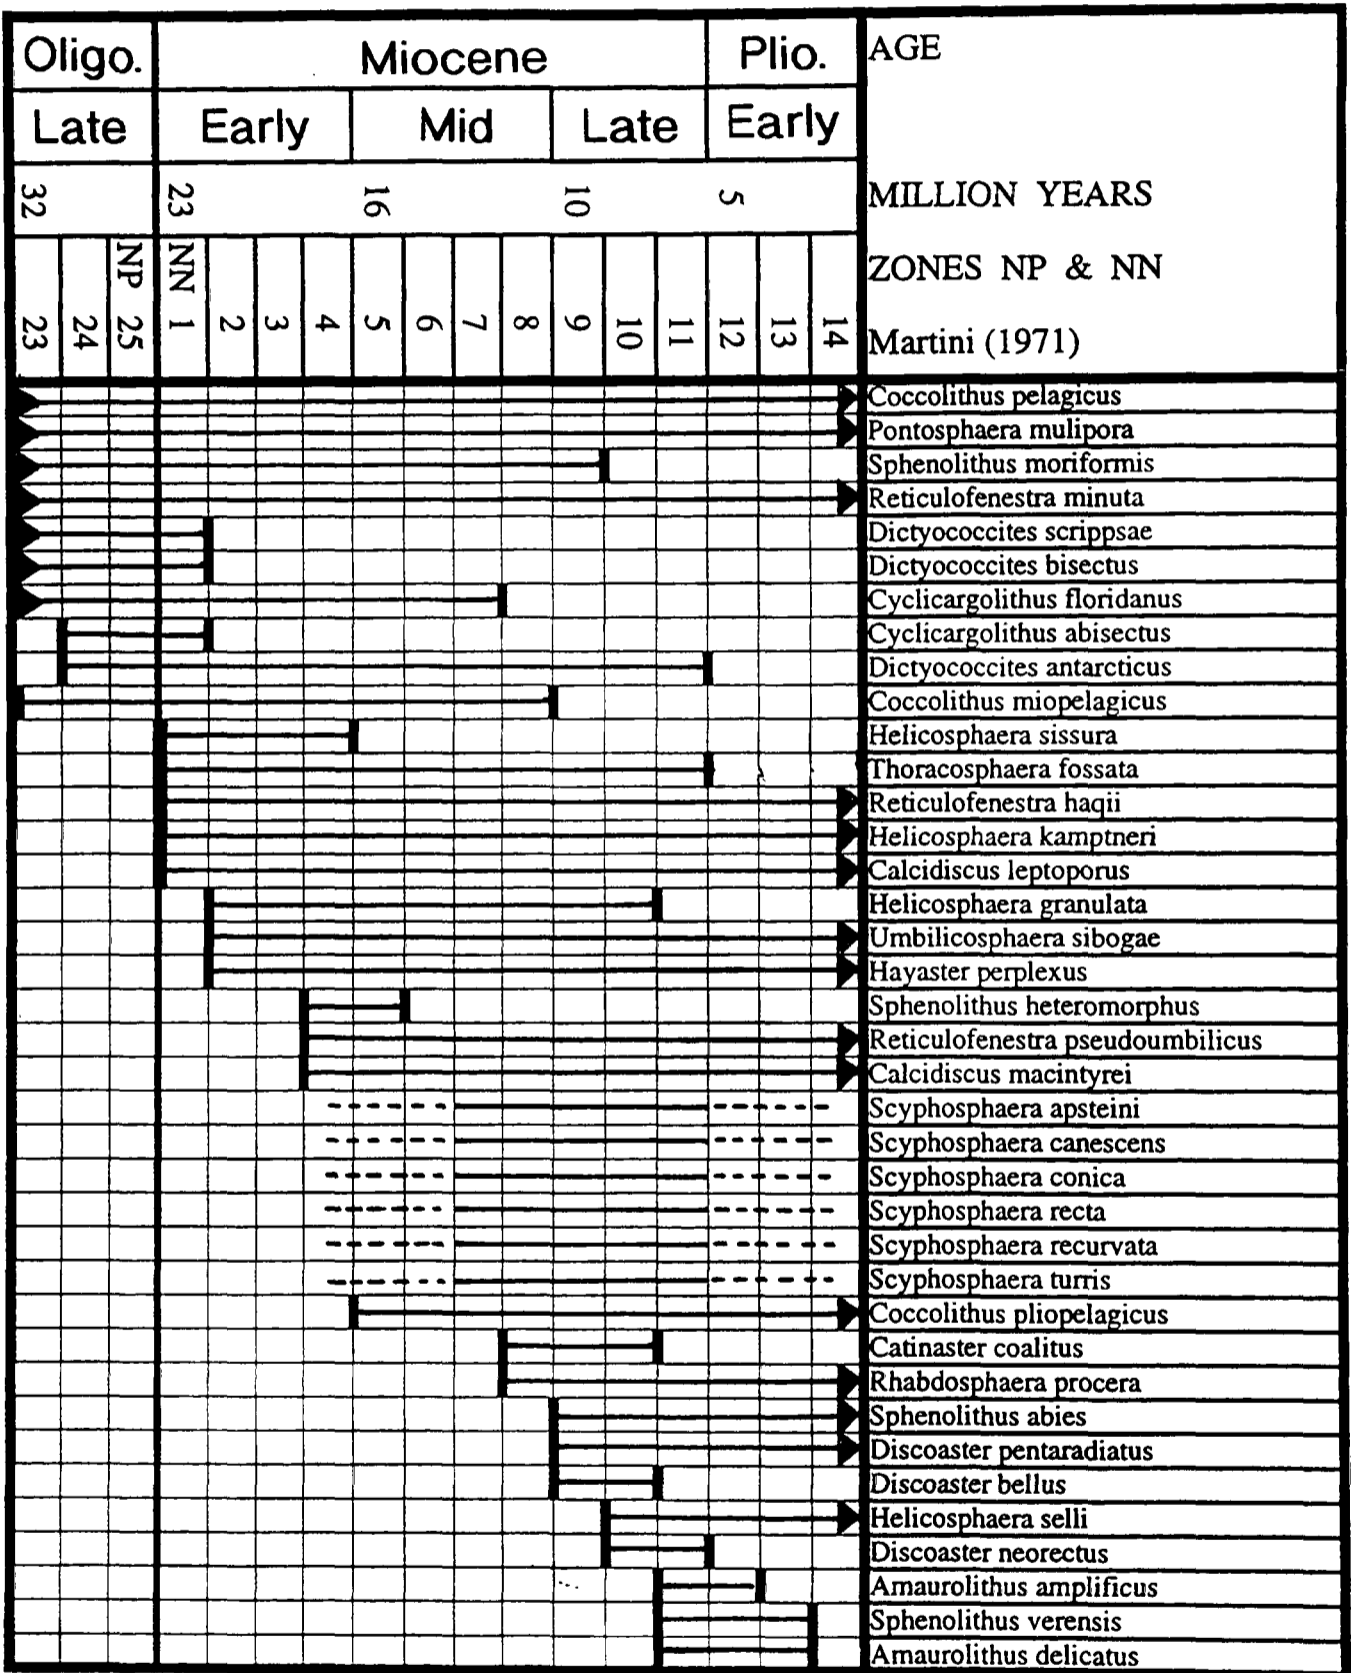 Oligo. Miocene Plio. AGE
Late Early Mid Late Early
32 23 16 10 5 MILLION YEARS
NP NN ZONES NP & NN
23 24 25 1 2 3 4 5 6 7 8 9 10 11 12 13 14 Martini (1971)
Coccolithus pelagicus
Pontosphaera mulipora
Sphenolithus moriformis
Reticulofenestra minuta
Dictyococcites scrippsae
Dictyococcites bisectus
Cyclicargolithus floridanus
Cyclicargolithus abisectus
Dictyococcites antarcticus
Coccolithus miopelagicus
Helicosphaera sissura
Thoracosphaera fossata
Reticulofenestra haqii
Helicosphaera kamptneri
Calcidiscus leptoporus
Helicosphaera granulata
Umbilicosphaera sibogae
Hayaster perplexus
Sphenolithus heteromorphus
Reticulofenestra pseudoumbilicus
Calcidiscus macintyrei
Scyphosphaera apsteini
Scyphosphaera canescens
Scyphosphaera conica
Scyphosphaera recta
Scyphosphaera recurvata
Scyphosphaera turris
Coccolithus pliopelagicus
Catinaster coalitus
Rhabdosphaera procera
Sphenolithus abies
Discoaster pentaradiatus
Discoaster bellus
Helicosphaera selli
Discoaster neorectus
Amaurolithus amplificus
Sphenolithus verensis
Amaurolithus delicatus